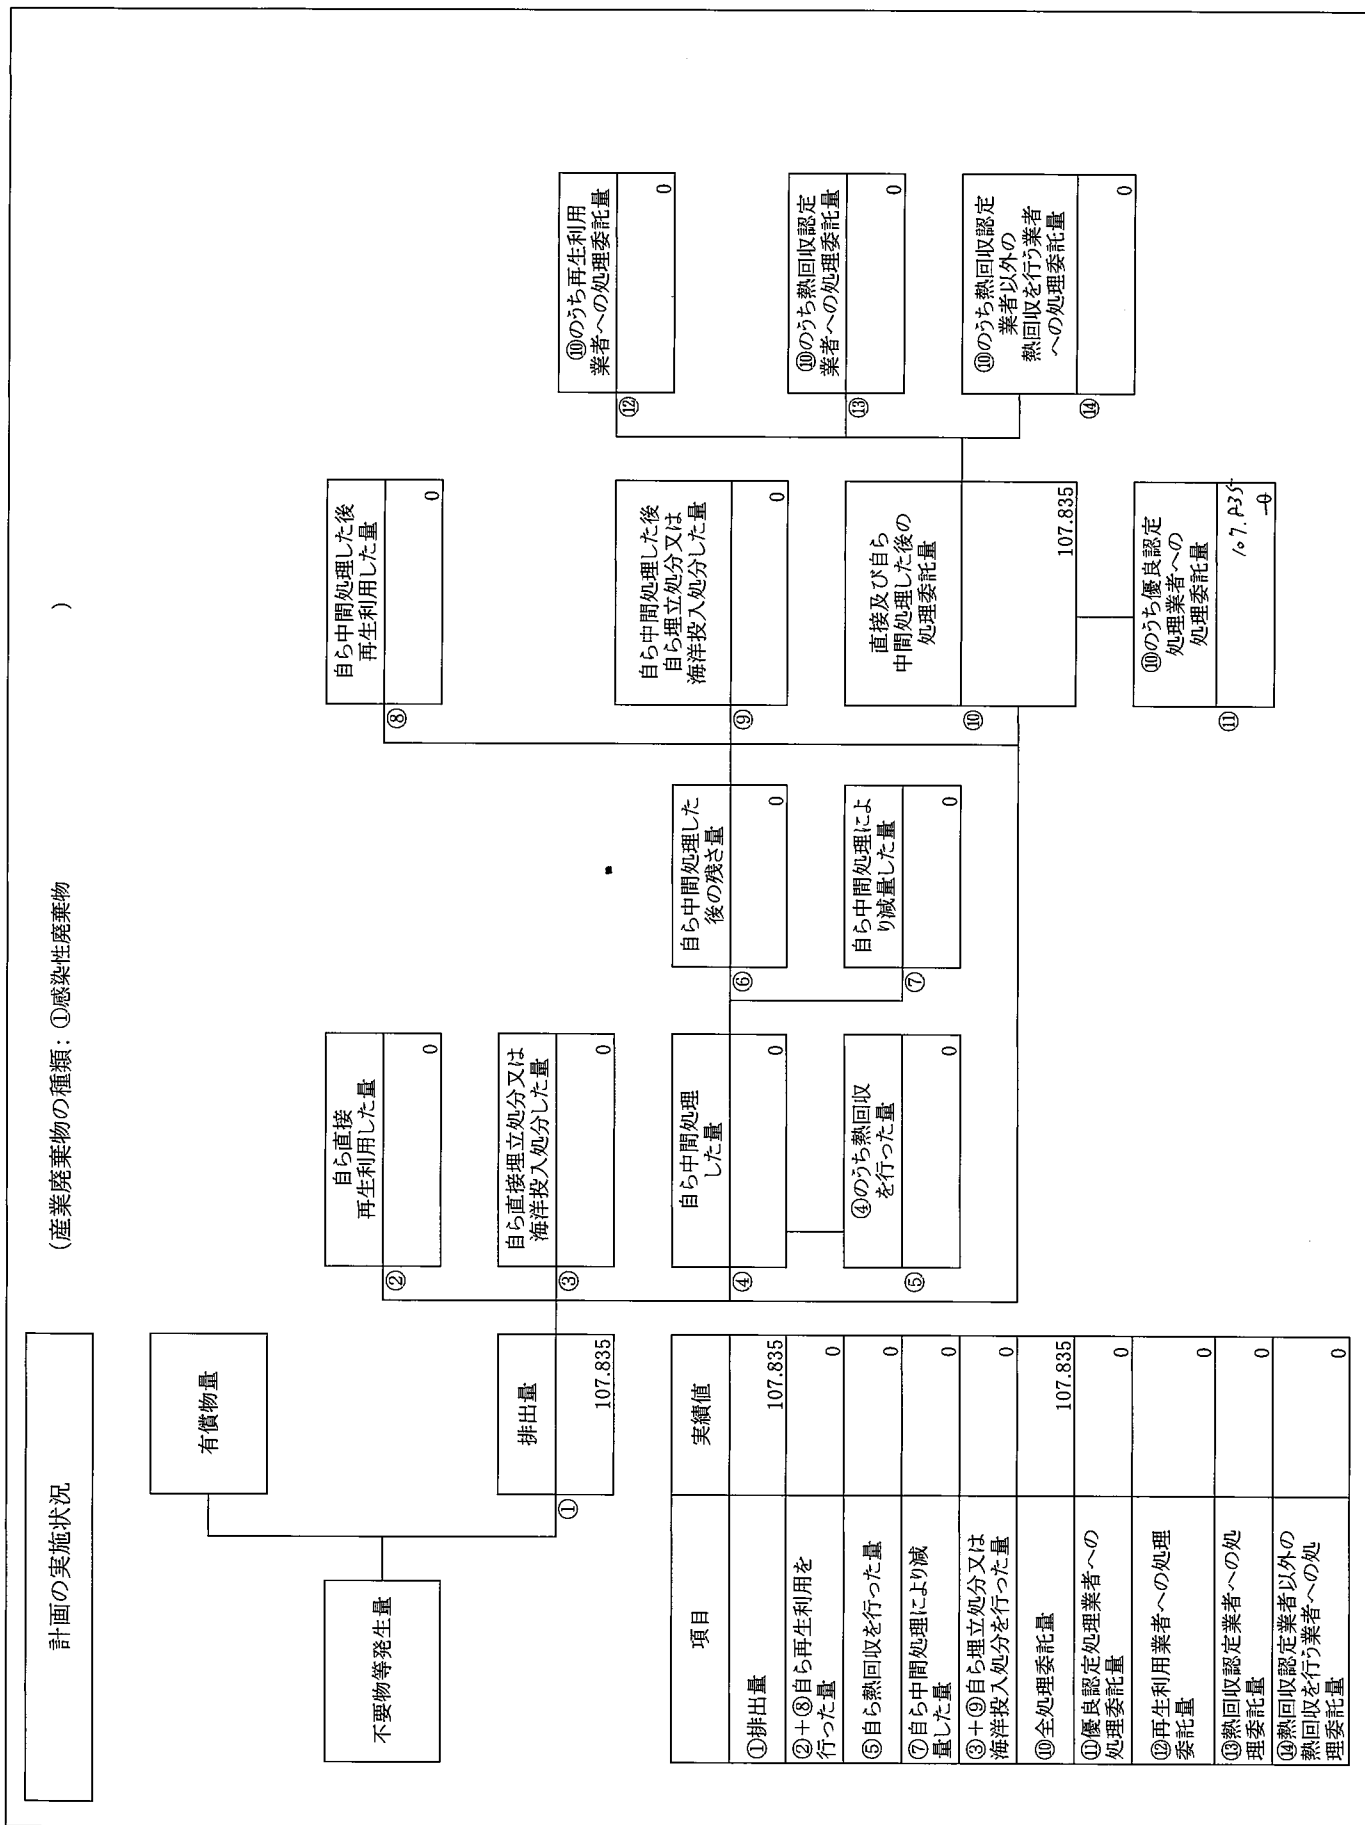 計画の実施状況
(産業廃棄物の種類：①感染性廃棄物 )
有償物量
不要物等発生量
① 排出量
107.835
② 自ら直接
再生利用した量
0
③ 自ら直接埋立処分又は
海洋投入処分した量
0
④ 自ら中間処理
した量
0
⑤ ④のうち熱回収
を行った量
0
⑥ 自ら中間処理した
後の残さ量
0
⑦ 自ら中間処理によ
り減量した量
0
⑧ 自ら中間処理した後
再生利用した量
0
⑨ 自ら中間処理した後
自ら埋立処分又は
海洋投入処分した量
0
⑩ 直接及び自ら
中間処理した後の
処理委託量
107.835
⑪ ⑩のうち優良認定
処理業者への
処理委託量
107.835
0
⑫ ⑩のうち再生利用
業者への処理委託量
0
⑬ ⑩のうち熱回収認定
業者への処理委託量
0
⑭ ⑩のうち熱回収認定
業者以外の
熱回収を行う業者
への処理委託量
0
項目 実績値
①排出量 107.835
②+⑧自ら再生利用を
行った量 0
⑤自ら熱回収を行った量 0
⑦自ら中間処理により減
量した量 0
③+⑨自ら埋立処分又は
海洋投入処分を行った量 0
⑩全処理委託量 107.835
⑪優良認定処理業者への
処理委託量 0
⑫再生利用業者への処理
委託量 0
⑬熱回収認定業者への処
理委託量 0
⑭熱回収認定業者以外の
熱回収を行う業者への処
理委託量 0